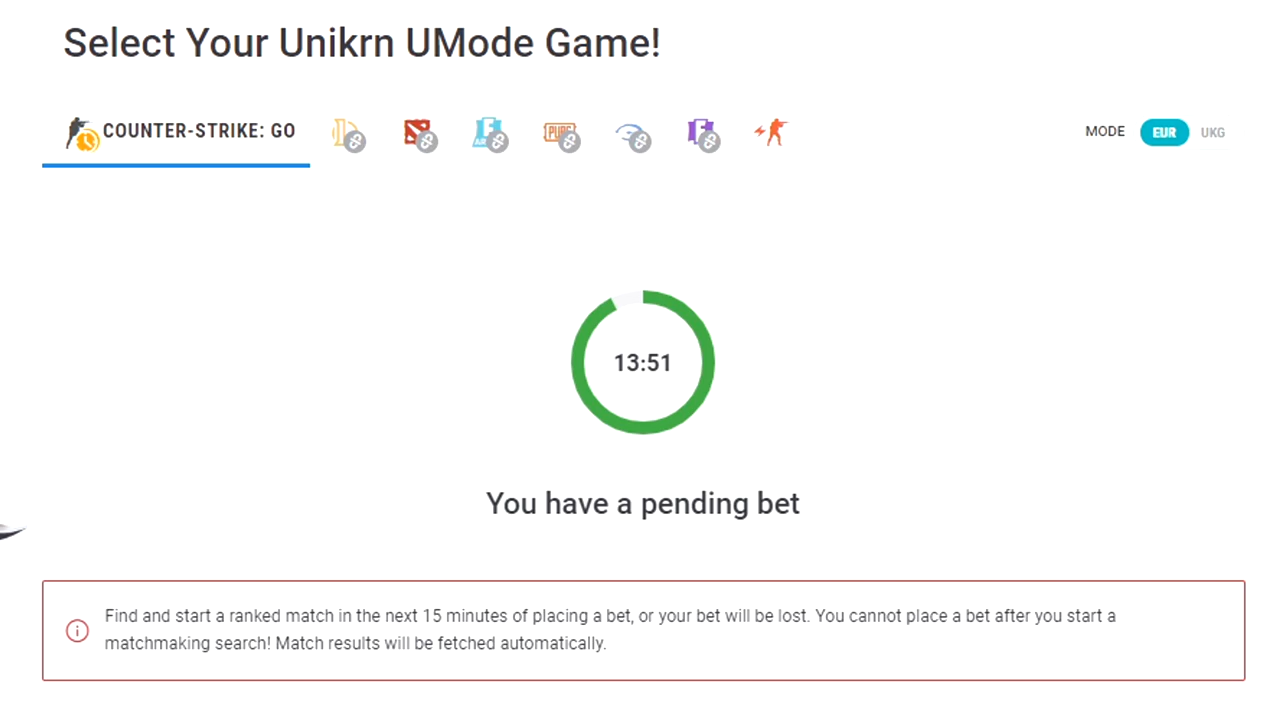 Select Your Unikrn UMode Game!
COUNTER-STRIKE: GO
PUBG
MODE EUR UKG
13:51
You have a pending bet
Find and start a ranked match in the next 15 minutes of placing a bet, or your bet will be lost. You cannot place a bet after you start a
matchmaking search! Match results will be fetched automatically.